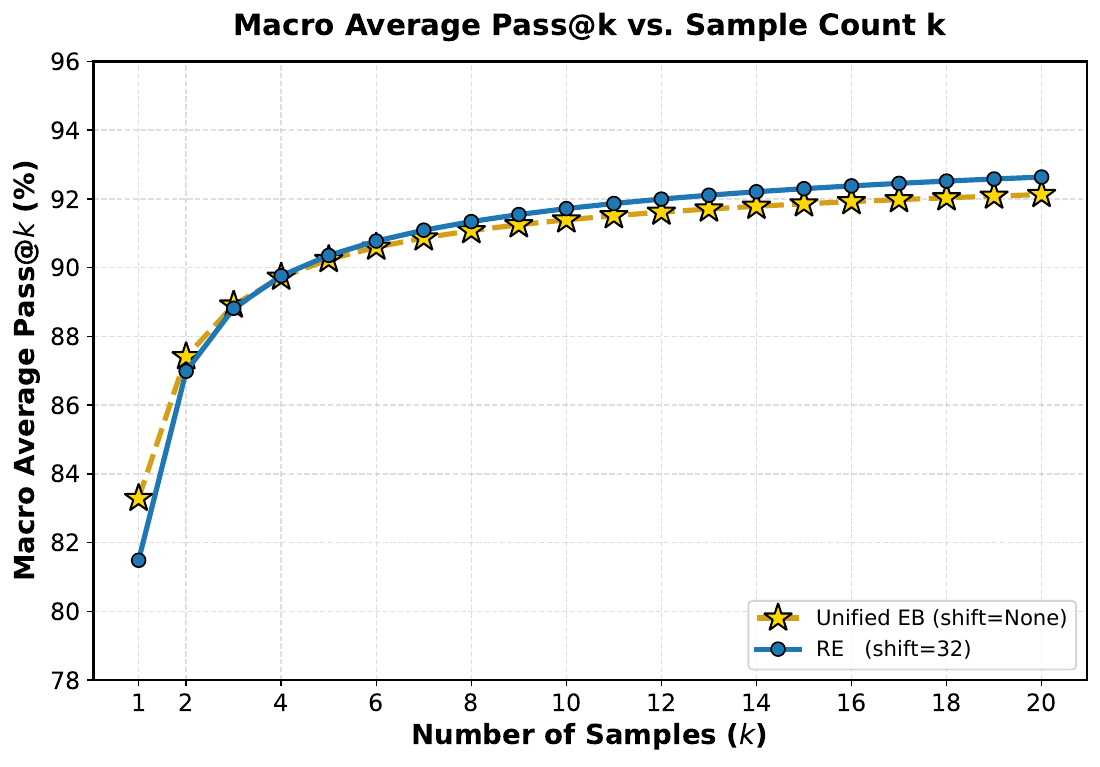 Macro Average Pass@k vs. Sample Count k
Macro Average Pass@k (%)
96
94
92
90
88
86
84
82
80
78
1 2 4 6 8 10 12 14 16 18 20
Number of Samples (k)
Unified EB (shift=None)
RE (shift=32)